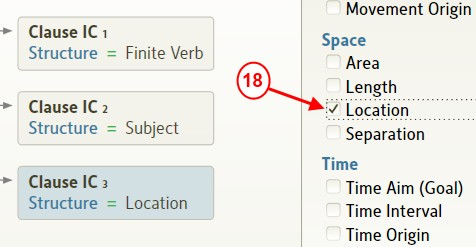 Clause IC 1
Structure = Finite Verb
Clause IC 2
Structure = Subject
Clause IC 3
Structure = Location
18
Movement Origin
Space
Area
Length
Location
Separation
Time
Time Aim (Goal)
Time Interval
Time Origin